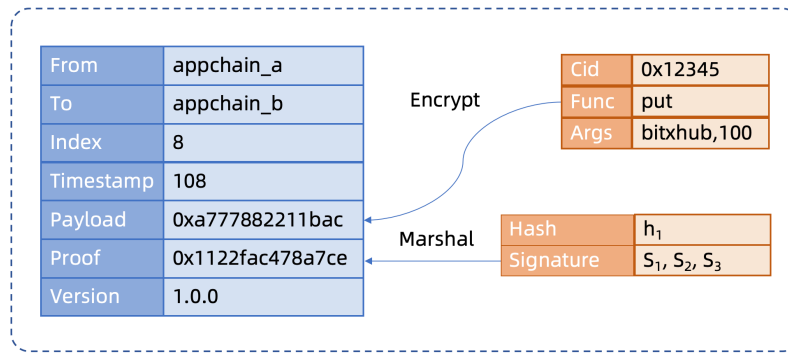 From appchain_a
To appchain_b
Index 8
Timestamp 108
Payload 0xa777882211bac
Proof 0x1122fac478a7ce
Version 1.0.0
Encrypt
Marshal
Cid 0x12345
Func put
Args bitxhub,100
Hash h₁
Signature S₁, S₂, S₃